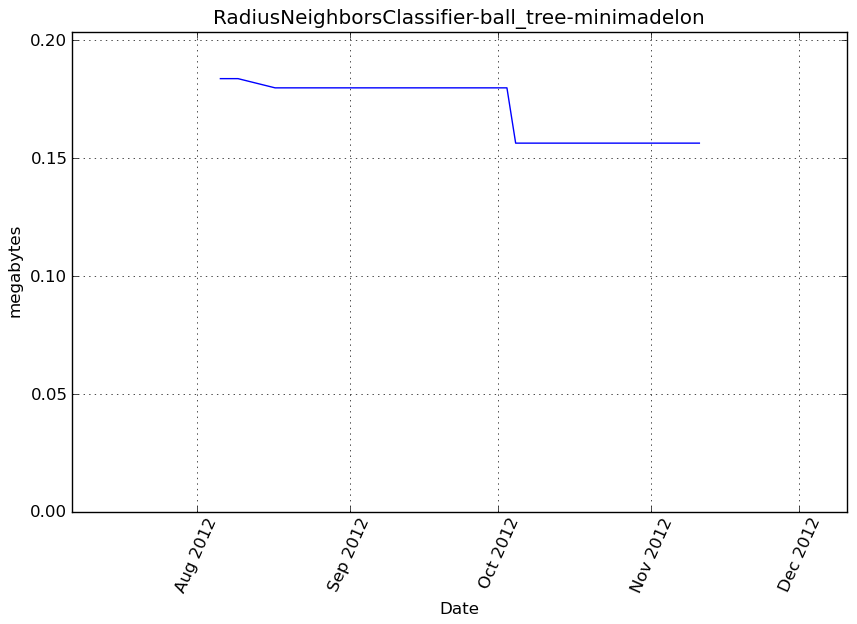 RadiusNeighborsClassifier-ball_tree-minimadelon
0.20
0.15
0.10
0.05
0.00
megabytes
Aug 2012
Sep 2012
Oct 2012
Nov 2012
Dec 2012
Date